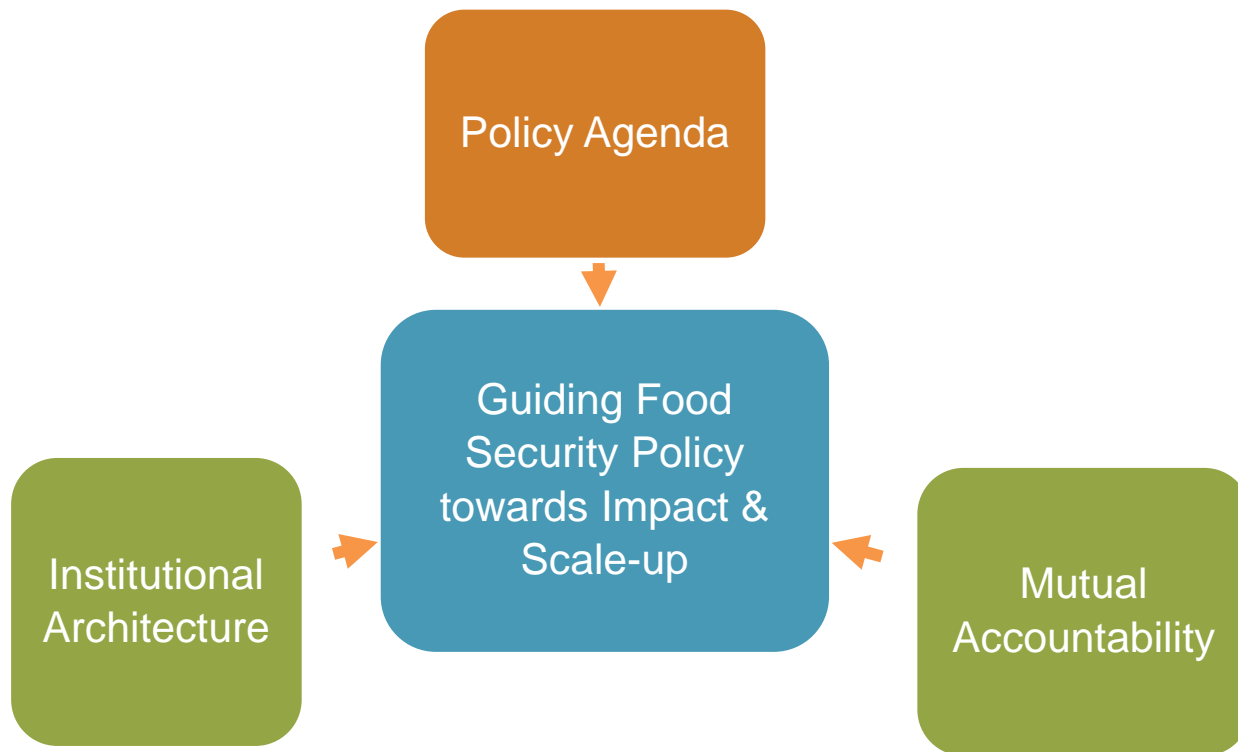 Policy Agenda
Guiding Food
Security Policy
towards Impact &
Scale-up
Institutional
Architecture
Mutual
Accountability